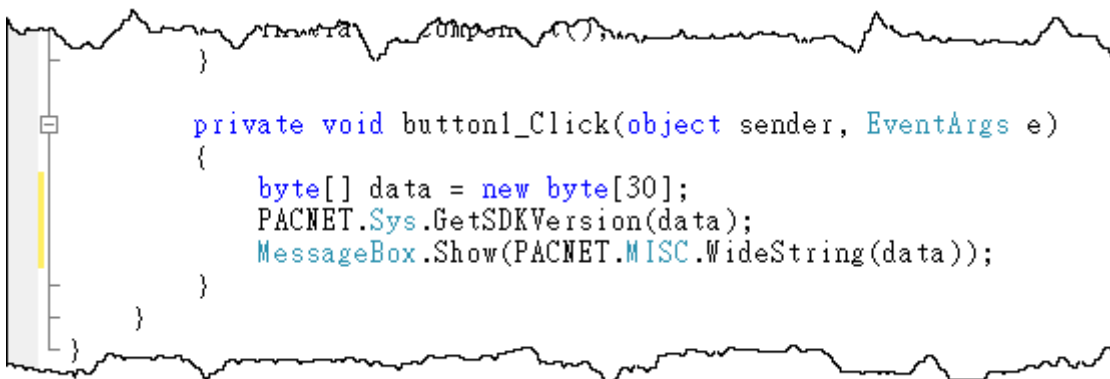 }
private void button1_Click(object sender, EventArgs e)
{
byte[] data = new byte[30];
PACNET.Sys.GetSDKVersion(data);
MessageBox.Show(PACNET.MISC.WideString(data));
}
}
}